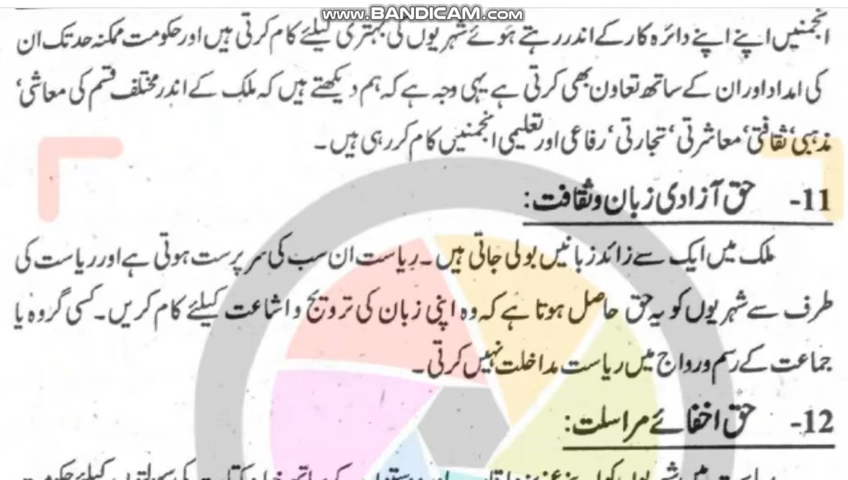 WWW.BANDICAM.COM
انجمنیں اپنے اپنے دائرہ کار کے اندر رہتے ہوئے شہریوں کی بہتری کیلئے کام کرتی ہیں اور حکومت ممکنہ حد تک ان
کی امداد اور ان کے ساتھ تعاون بھی کرتی ہے یہی وجہ ہے کہ ہم دیکھتے ہیں کہ ملک کے اندر مختلف قسم کی معاشی‘
مذہبی‘ ثقافتی‘ معاشرتی‘ تجارتی‘ رفاعی اور تعلیمی انجمنیں کام کر رہی ہیں۔
11- حق آزادی زبان و ثقافت:
ملک میں ایک سے زائد زبانیں بولی جاتی ہیں۔ ریاست ان سب کی سرپرست ہوتی ہے اور ریاست کی
طرف سے شہریوں کو یہ حق حاصل ہوتا ہے کہ وہ اپنی زبان کی ترویج و اشاعت کیلئے کام کریں۔ کسی گروہ یا
جماعت کے رسم و رواج میں ریاست مداخلت نہیں کرتی۔
12- حق اخفائے مراسلت: